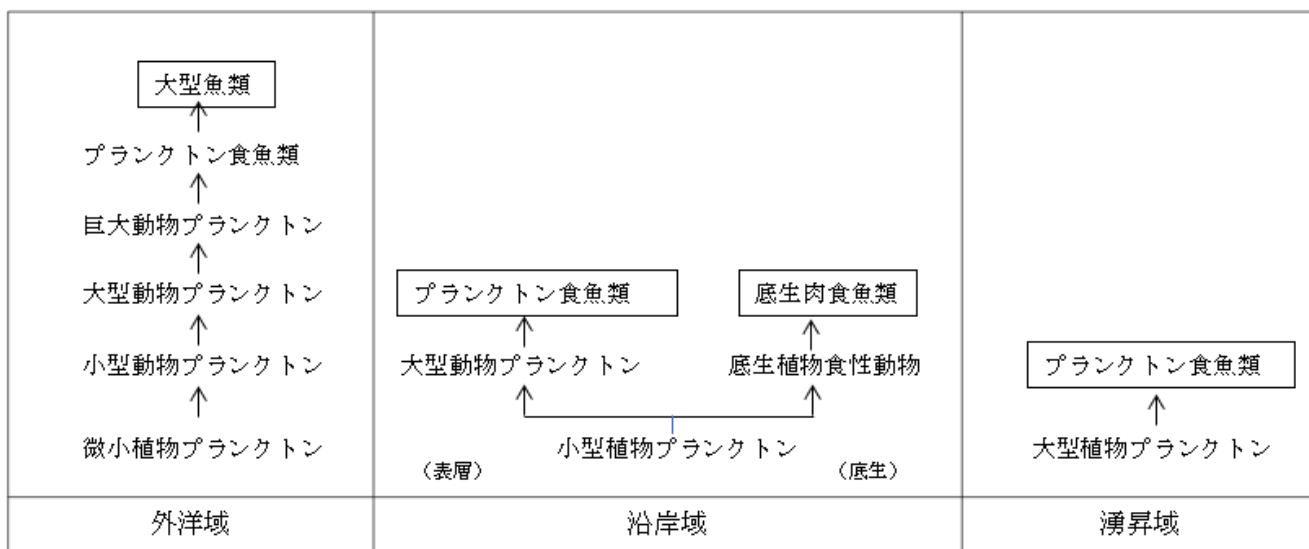 大型魚類
プランクトン食魚類
巨大動物プランクトン
大型動物プランクトン
小型動物プランクトン
微小植物プランクトン
外洋域
プランクトン食魚類
底生肉食魚類
大型動物プランクトン
底生植物食性動物
小型植物プランクトン
（表層）
（底生）
沿岸域
プランクトン食魚類
大型植物プランクトン
湧昇域